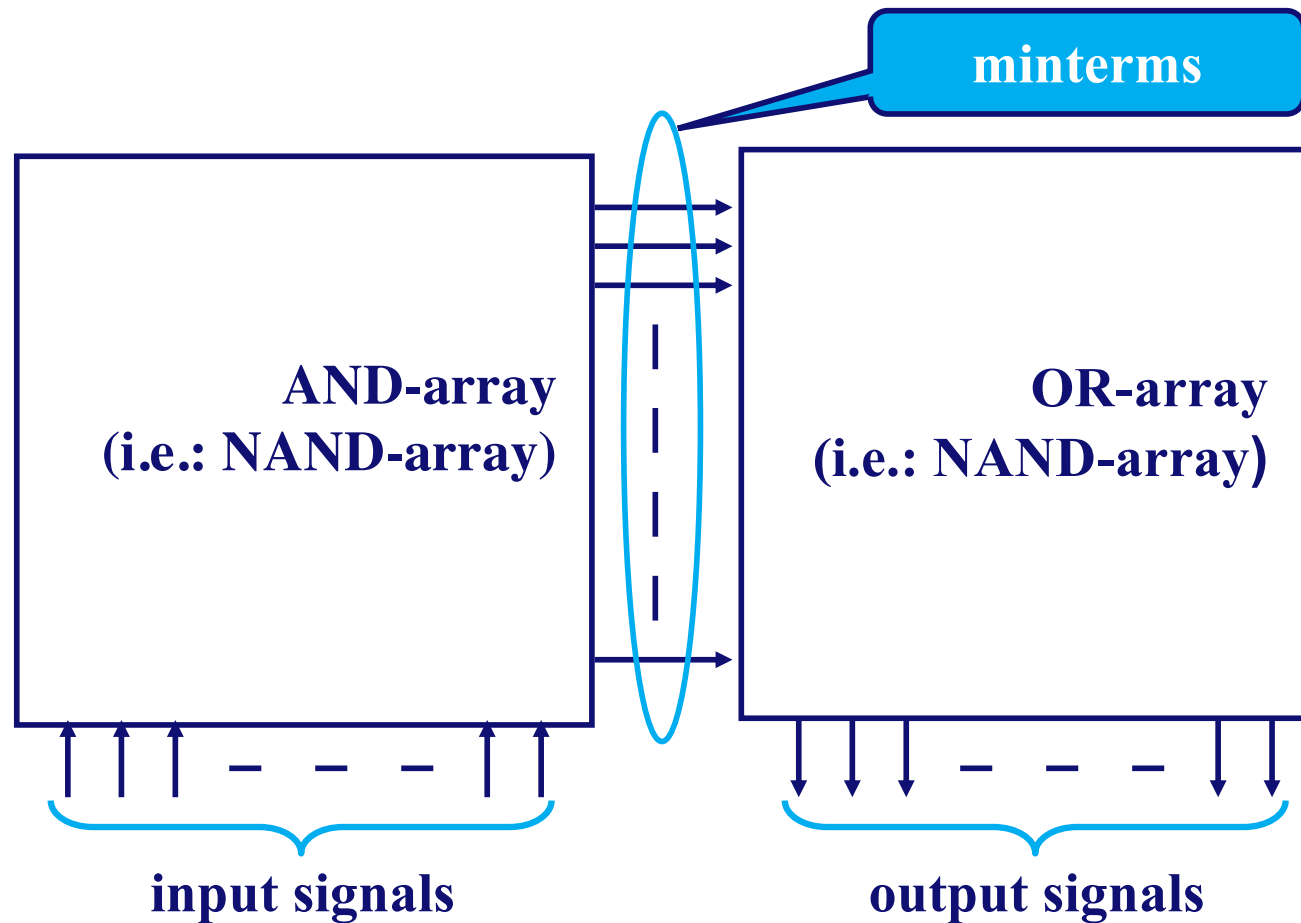 minterms
AND-array
(i.e.: NAND-array)
OR-array
(i.e.: NAND-array)
input signals
output signals